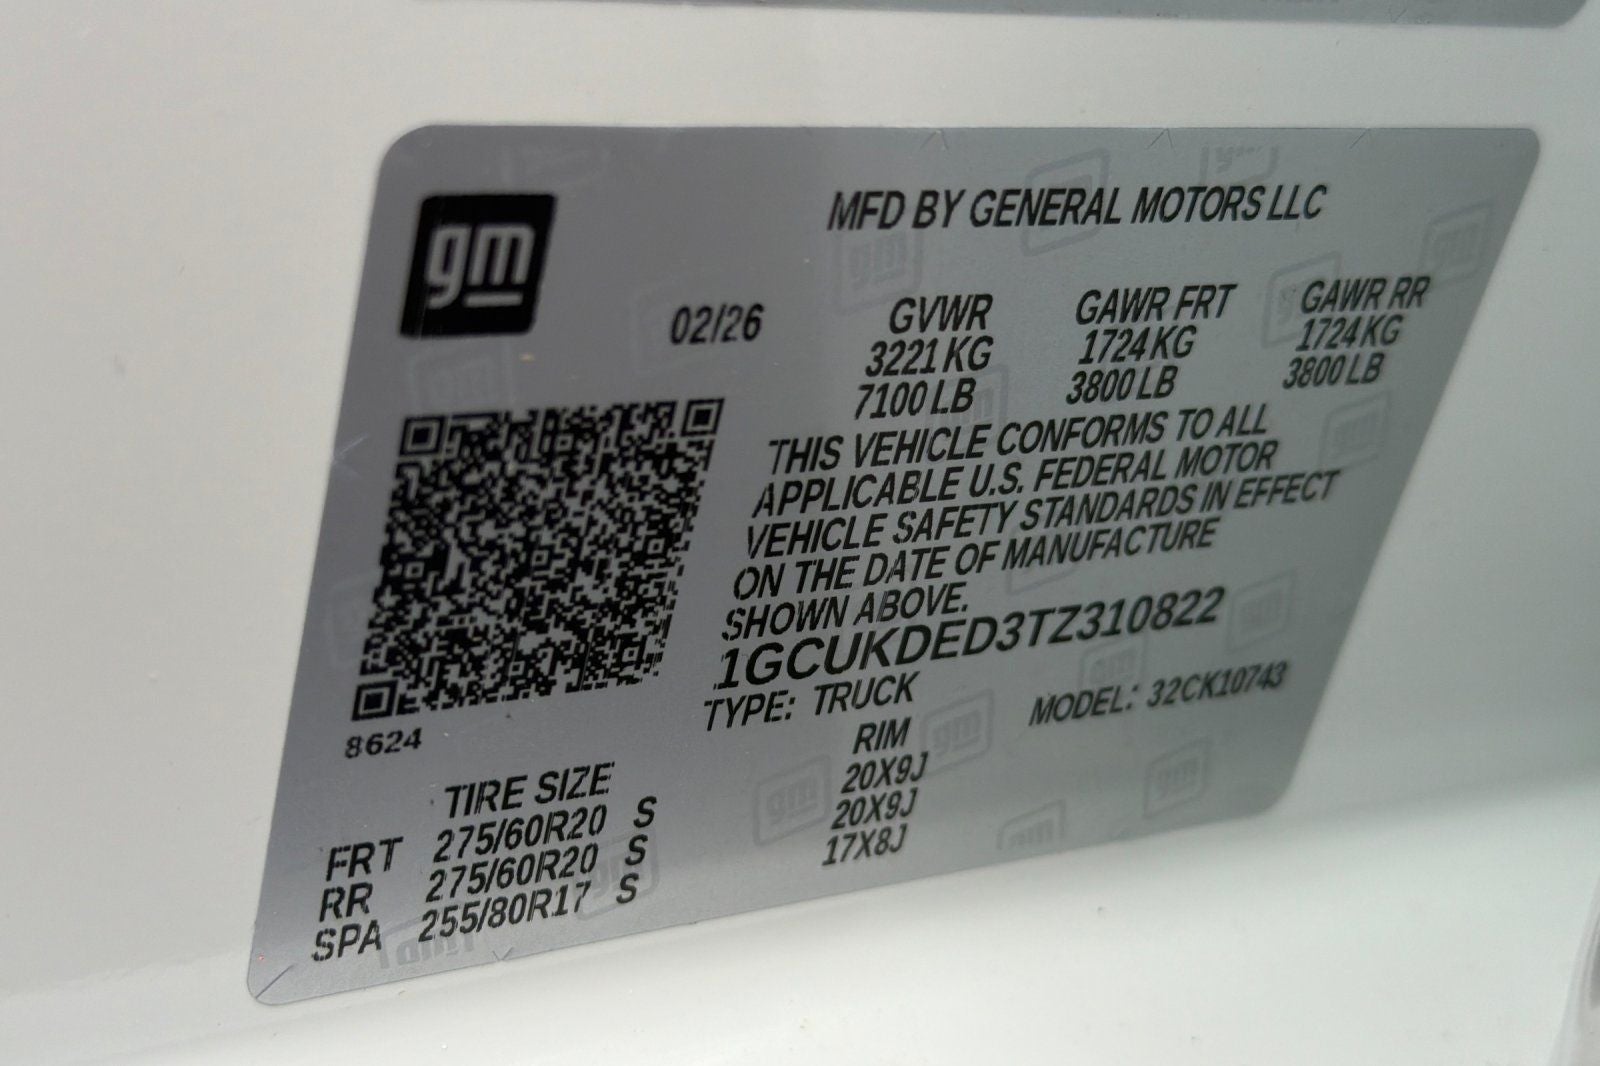 gm
MFD BY GENERAL MOTORS LLC
02/26
GVWR GAWR FRT GAWR RR
3221 KG 1724 KG 1724 KG
7100 LB 3800 LB 3800 LB
THIS VEHICLE CONFORMS TO ALL
APPLICABLE U.S. FEDERAL MOTOR
VEHICLE SAFETY STANDARDS IN EFFECT
ON THE DATE OF MANUFACTURE
SHOWN ABOVE.
1GCUKDED3TZ310822
TYPE: TRUCK MODEL: 32CK10743
8624
TIRE SIZE RIM
FRT 275/60R20 S 20X9J
RR 275/60R20 S 20X9J
SPA 255/80R17 S 17X8J